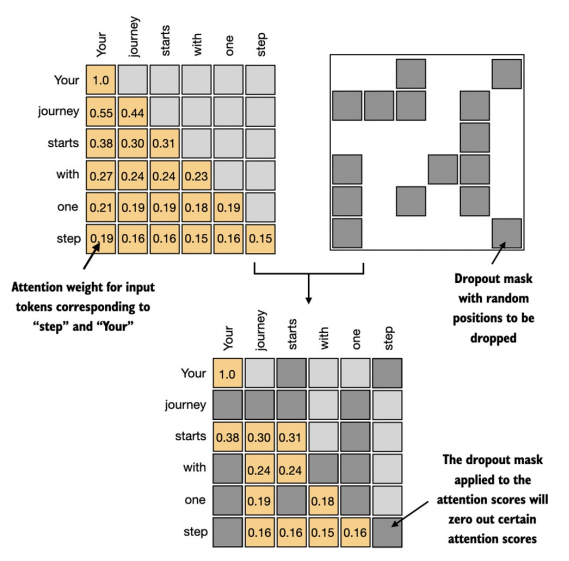 Your journey starts with one step
Your 1.0
journey 0.55 0.44
starts 0.38 0.30 0.31
with 0.27 0.24 0.24 0.23
one 0.21 0.19 0.19 0.18 0.19
step 0.19 0.16 0.16 0.15 0.16 0.15
Attention weight for input
tokens corresponding to
“step” and “Your”
Dropout mask
with random
positions to be
dropped
Your journey starts with one step
Your 1.0
journey
starts 0.38 0.30 0.31
with 0.24 0.24
one 0.19 0.18
step 0.16 0.16 0.15 0.16
The dropout mask
applied to the
attention scores will
zero out certain
attention scores